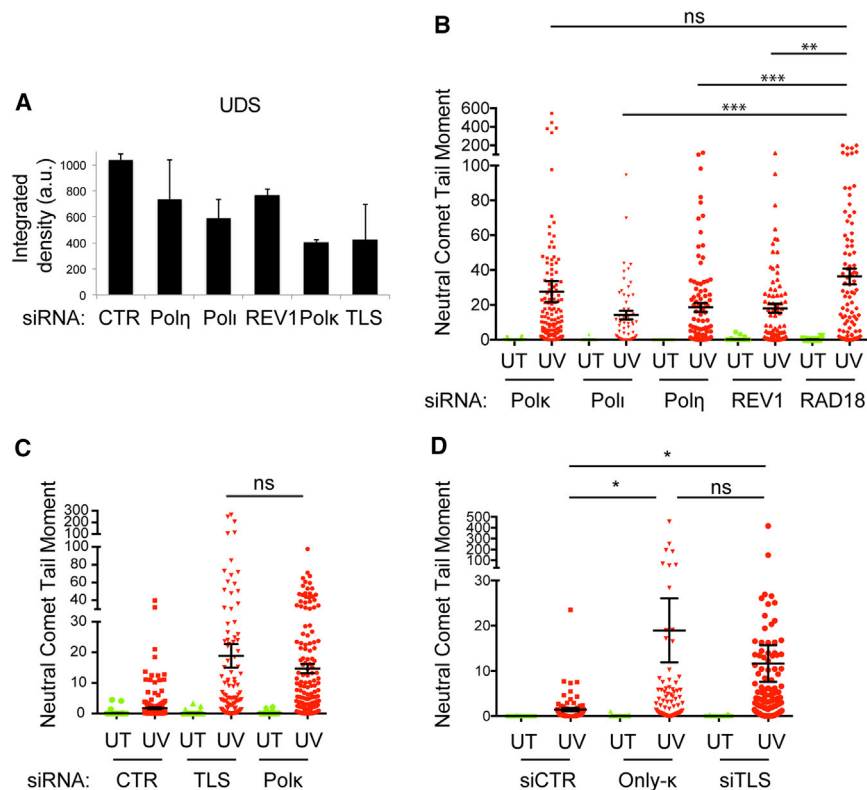 A
UDS
Integrated density (a.u.)
1000
800
600
400
200
0
siRNA: CTR Polη Polι REV1 Polκ TLS
B
ns
**
***
***
Neutral Comet Tail Moment
600
400
200
100
80
60
40
20
0
UT UV UT UV UT UV UT UV UT UV
siRNA: Polκ Polι Polη REV1 RAD18
C
ns
Neutral Comet Tail Moment
300
200
100
100
80
60
40
20
30
20
10
0
UT UV UT UV UT UV
siRNA: CTR TLS Polκ
D
*
*
ns
Neutral Comet Tail Moment
500
400
300
200
100
30
20
10
0
UT UV UT UV UT UV
siCTR Only-κ siTLS